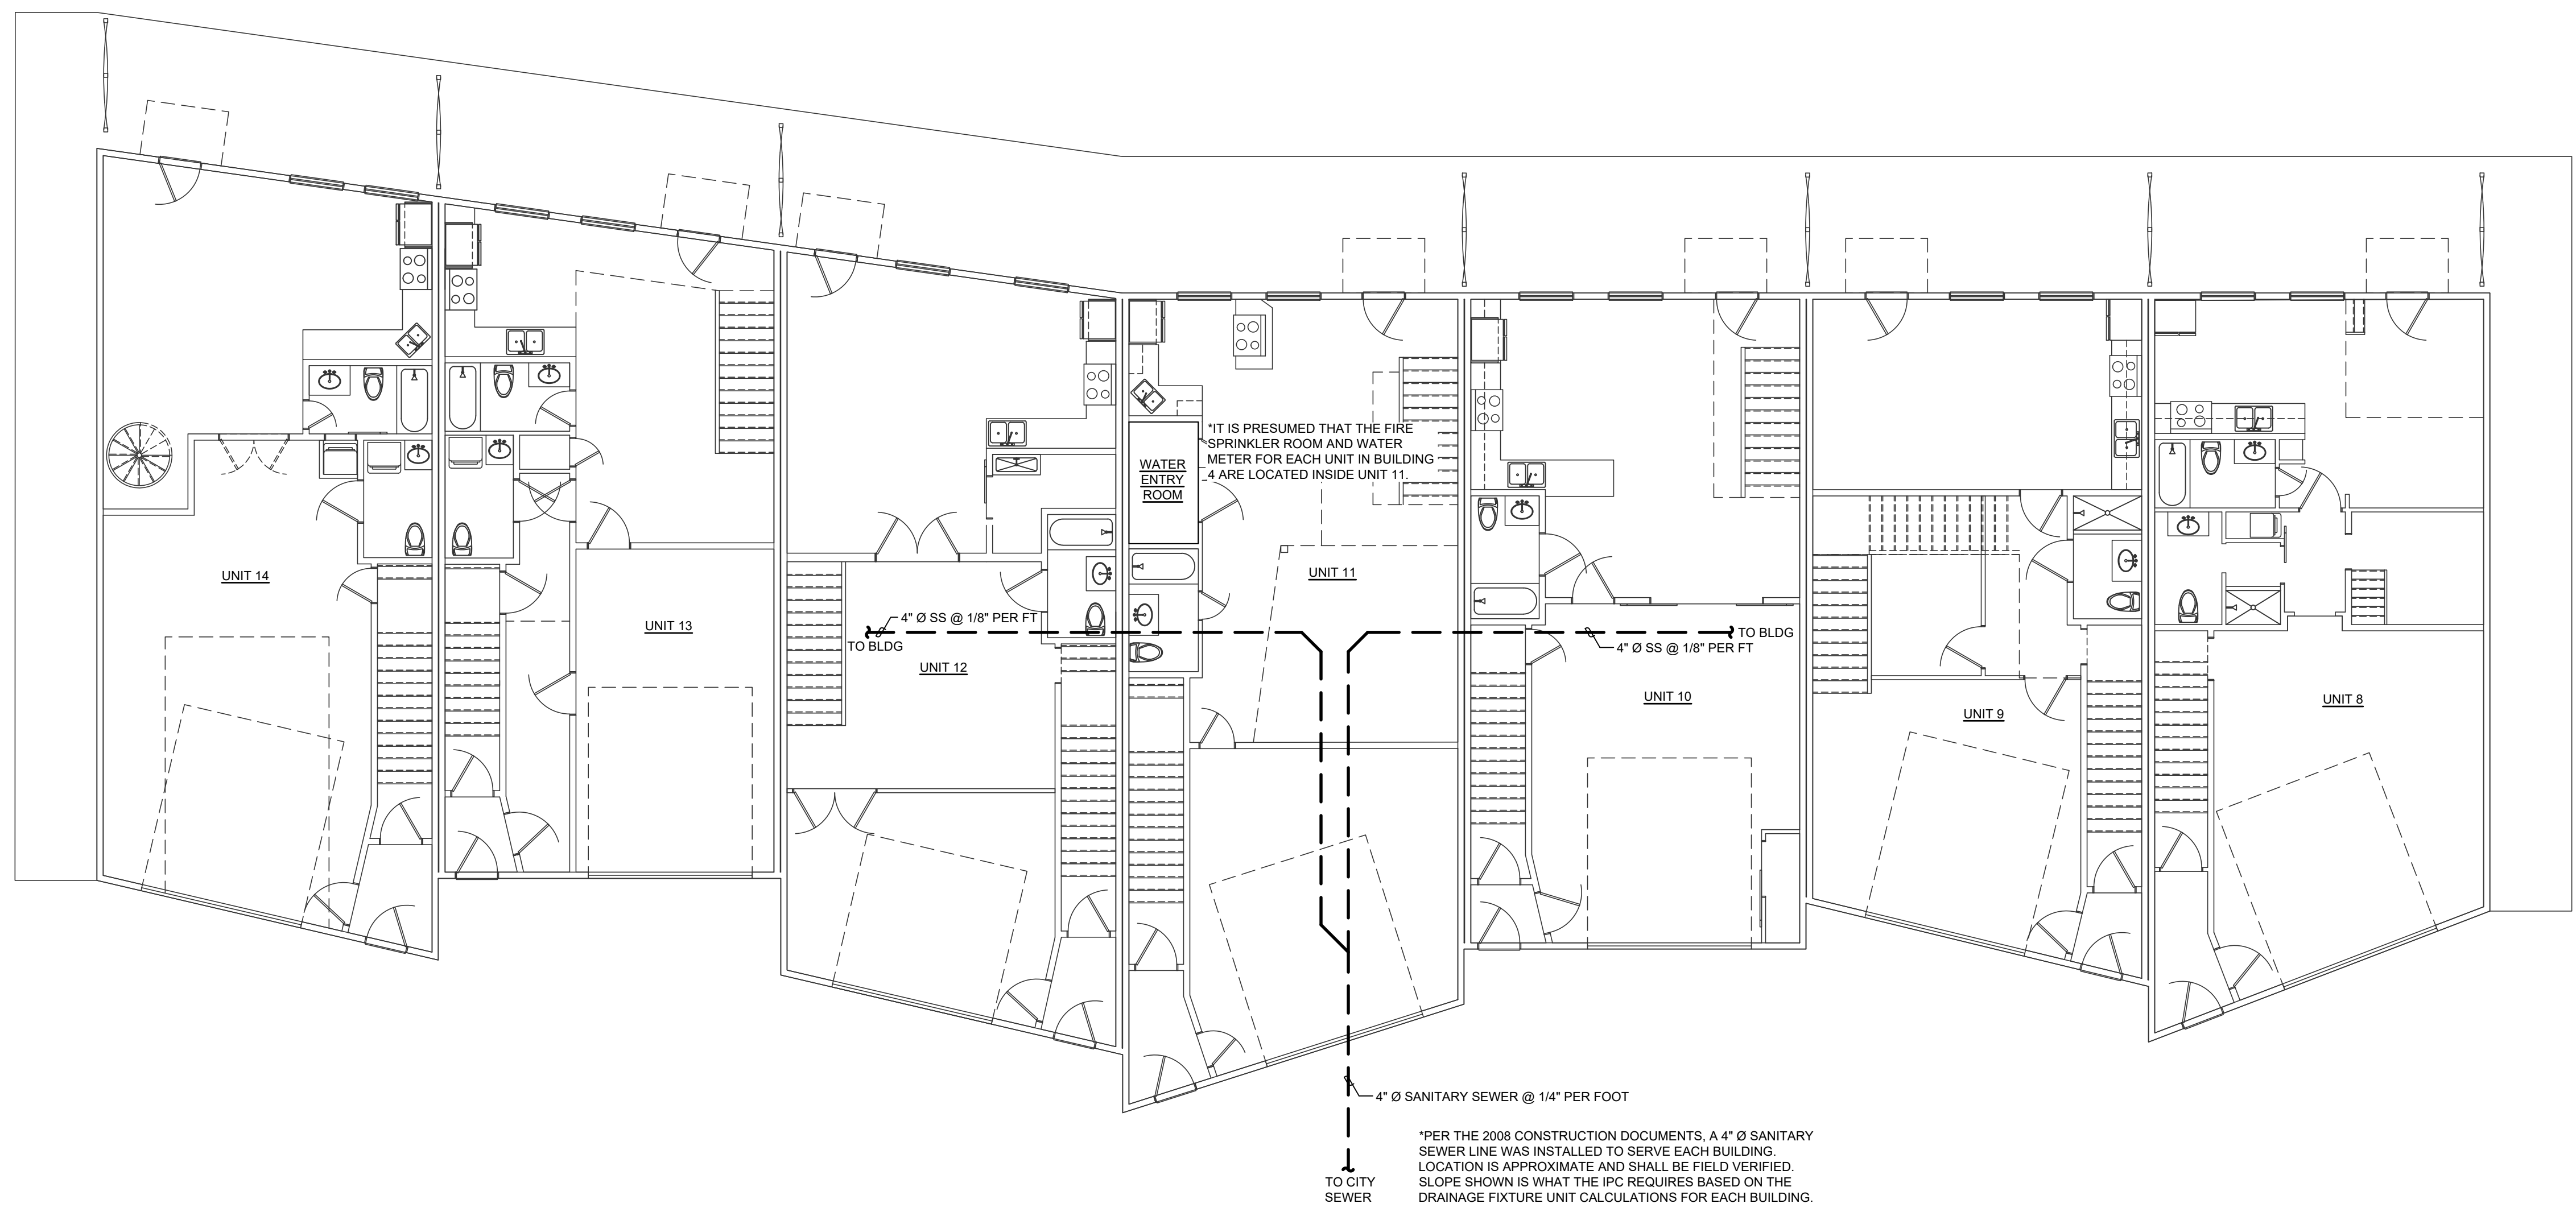 *IT IS PRESUMED THAT THE FIRE
SPRINKLER ROOM AND WATER
METER FOR EACH UNIT IN BUILDING
4 ARE LOCATED INSIDE UNIT 11.
WATER
ENTRY
ROOM
UNIT 14
UNIT 13
4" Ø SS @ 1/8" PER FT
TO BLDG
UNIT 12
UNIT 11
TO BLDG
4" Ø SS @ 1/8" PER FT
UNIT 10
UNIT 9
UNIT 8
4" Ø SANITARY SEWER @ 1/4" PER FOOT
TO CITY
SEWER
*PER THE 2008 CONSTRUCTION DOCUMENTS, A 4" Ø SANITARY
SEWER LINE WAS INSTALLED TO SERVE EACH BUILDING.
LOCATION IS APPROXIMATE AND SHALL BE FIELD VERIFIED.
SLOPE SHOWN IS WHAT THE IPC REQUIRES BASED ON THE
DRAINAGE FIXTURE UNIT CALCULATIONS FOR EACH BUILDING.